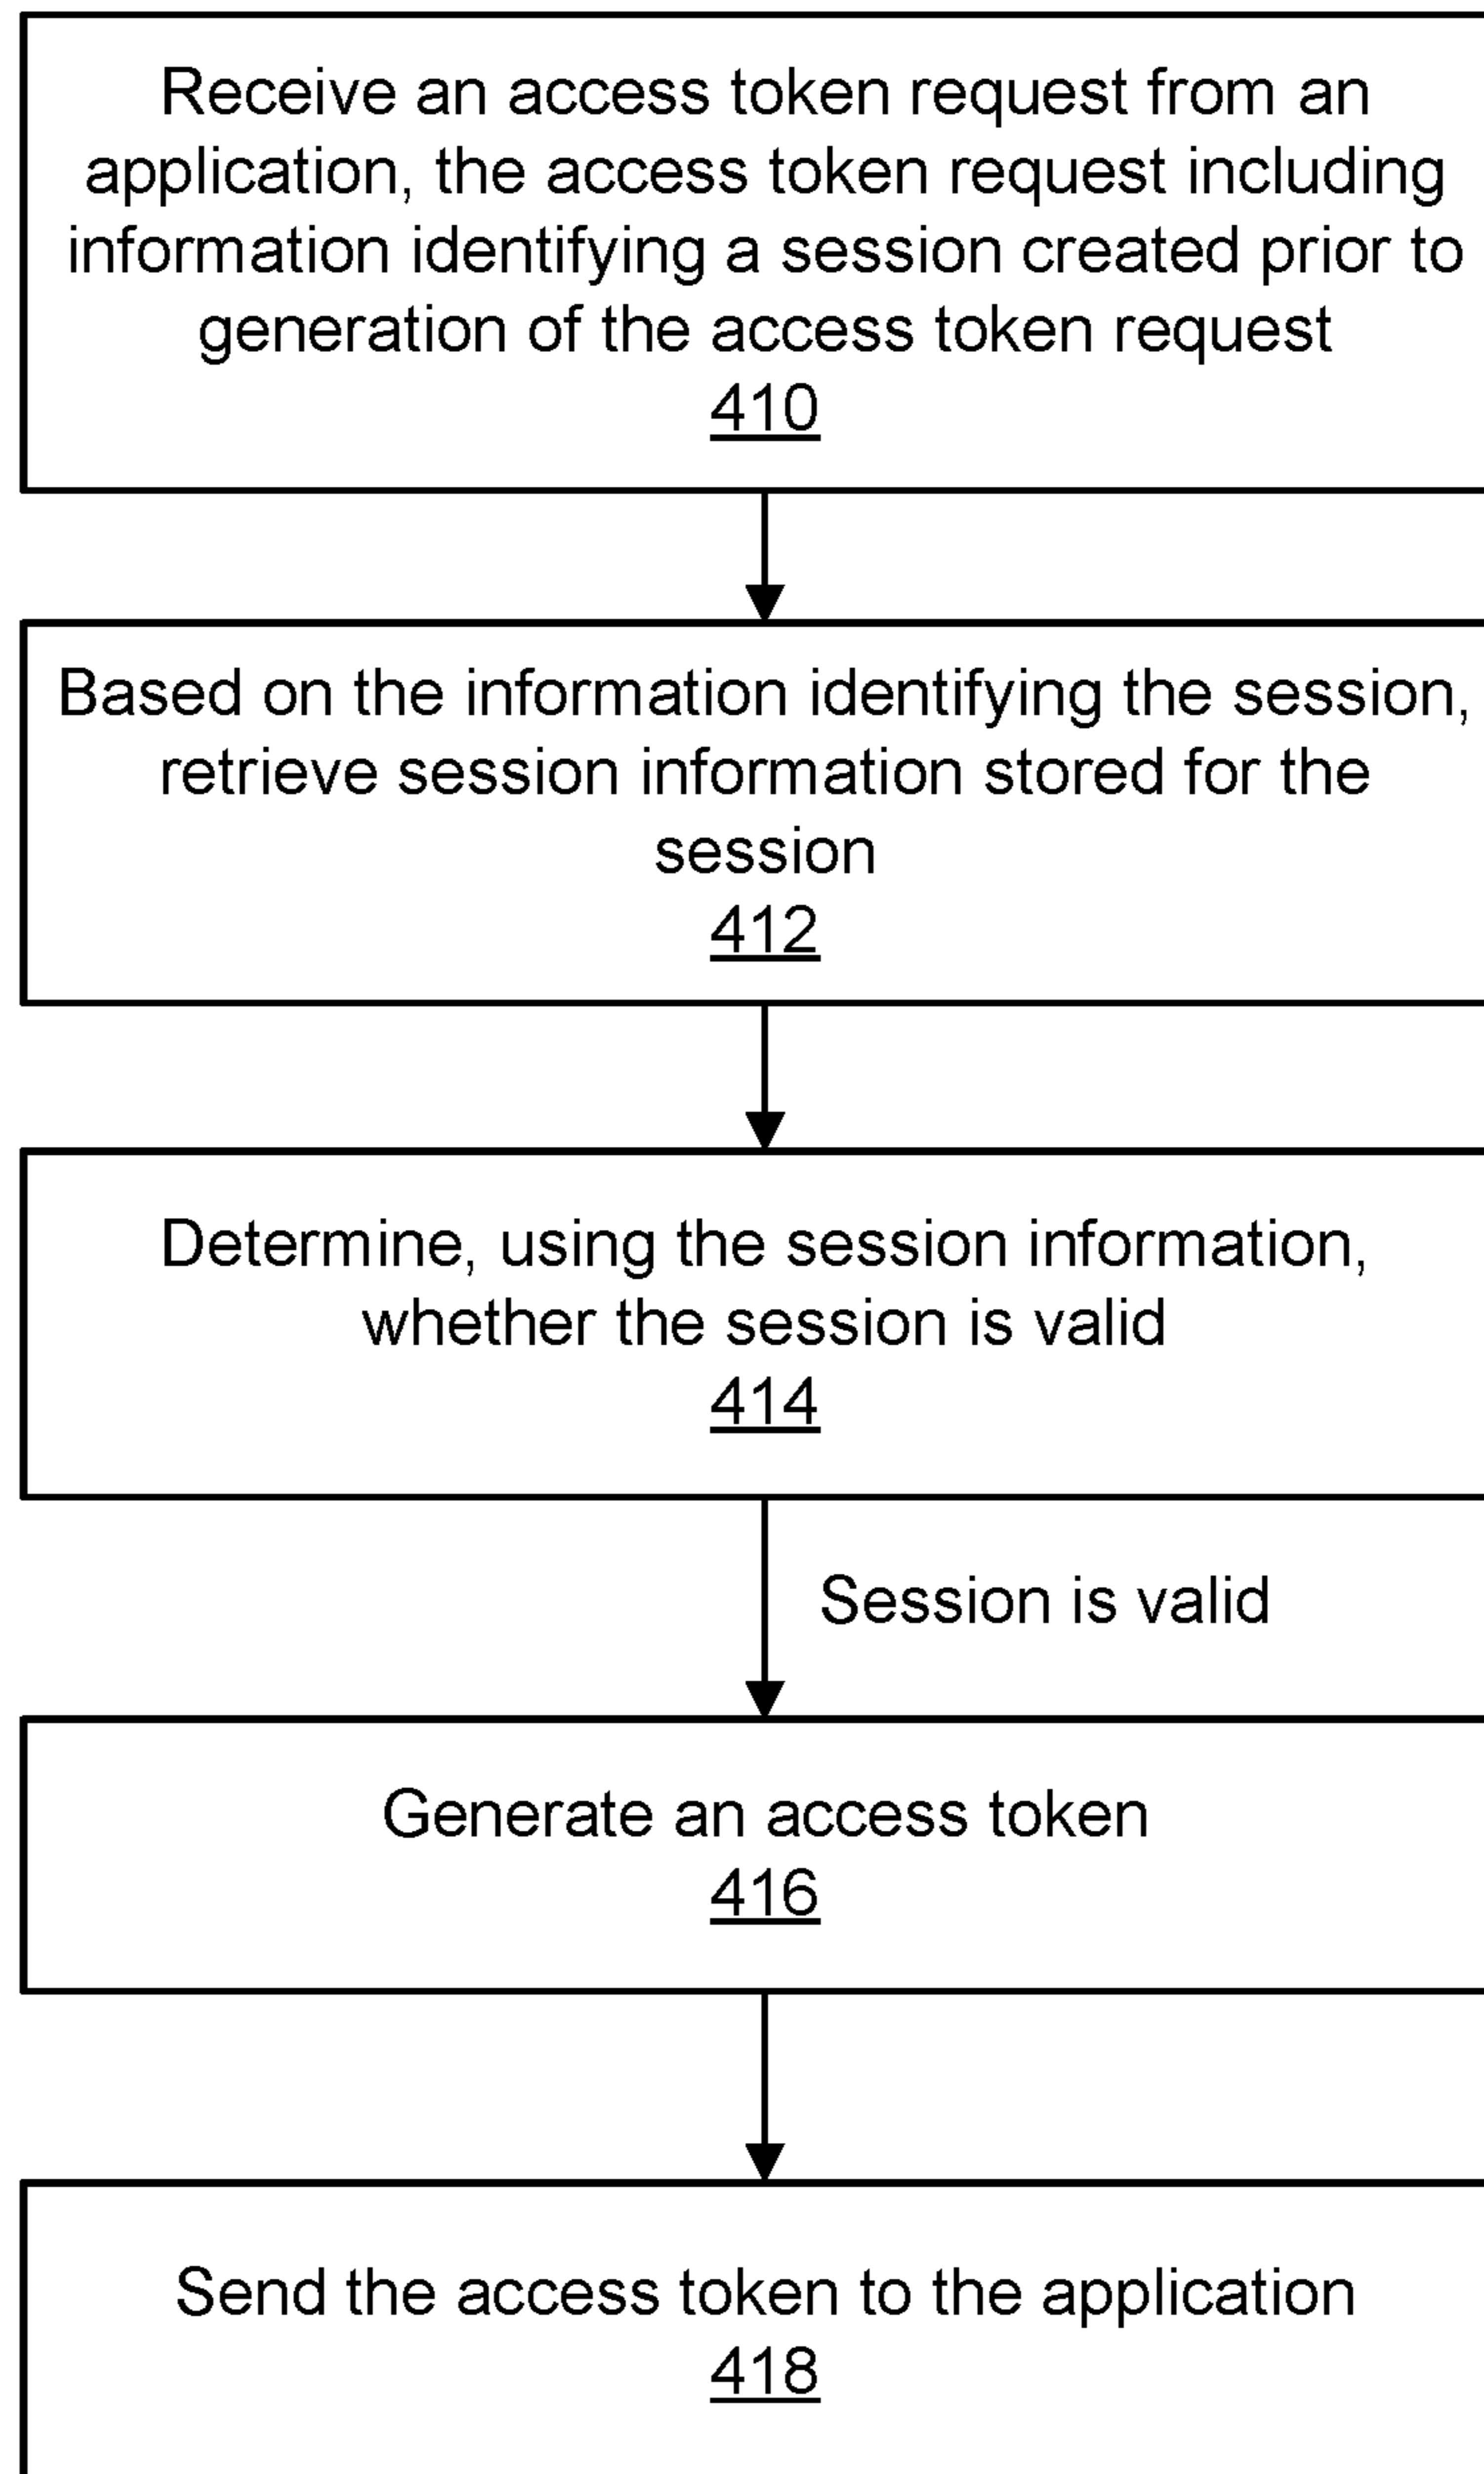 Receive an access token request from an
application, the access token request including
information identifying a session created prior to
generation of the access token request
410
Based on the information identifying the session,
retrieve session information stored for the
session
412
Determine, using the session information,
whether the session is valid
414
Session is valid
Generate an access token
416
Send the access token to the application
418